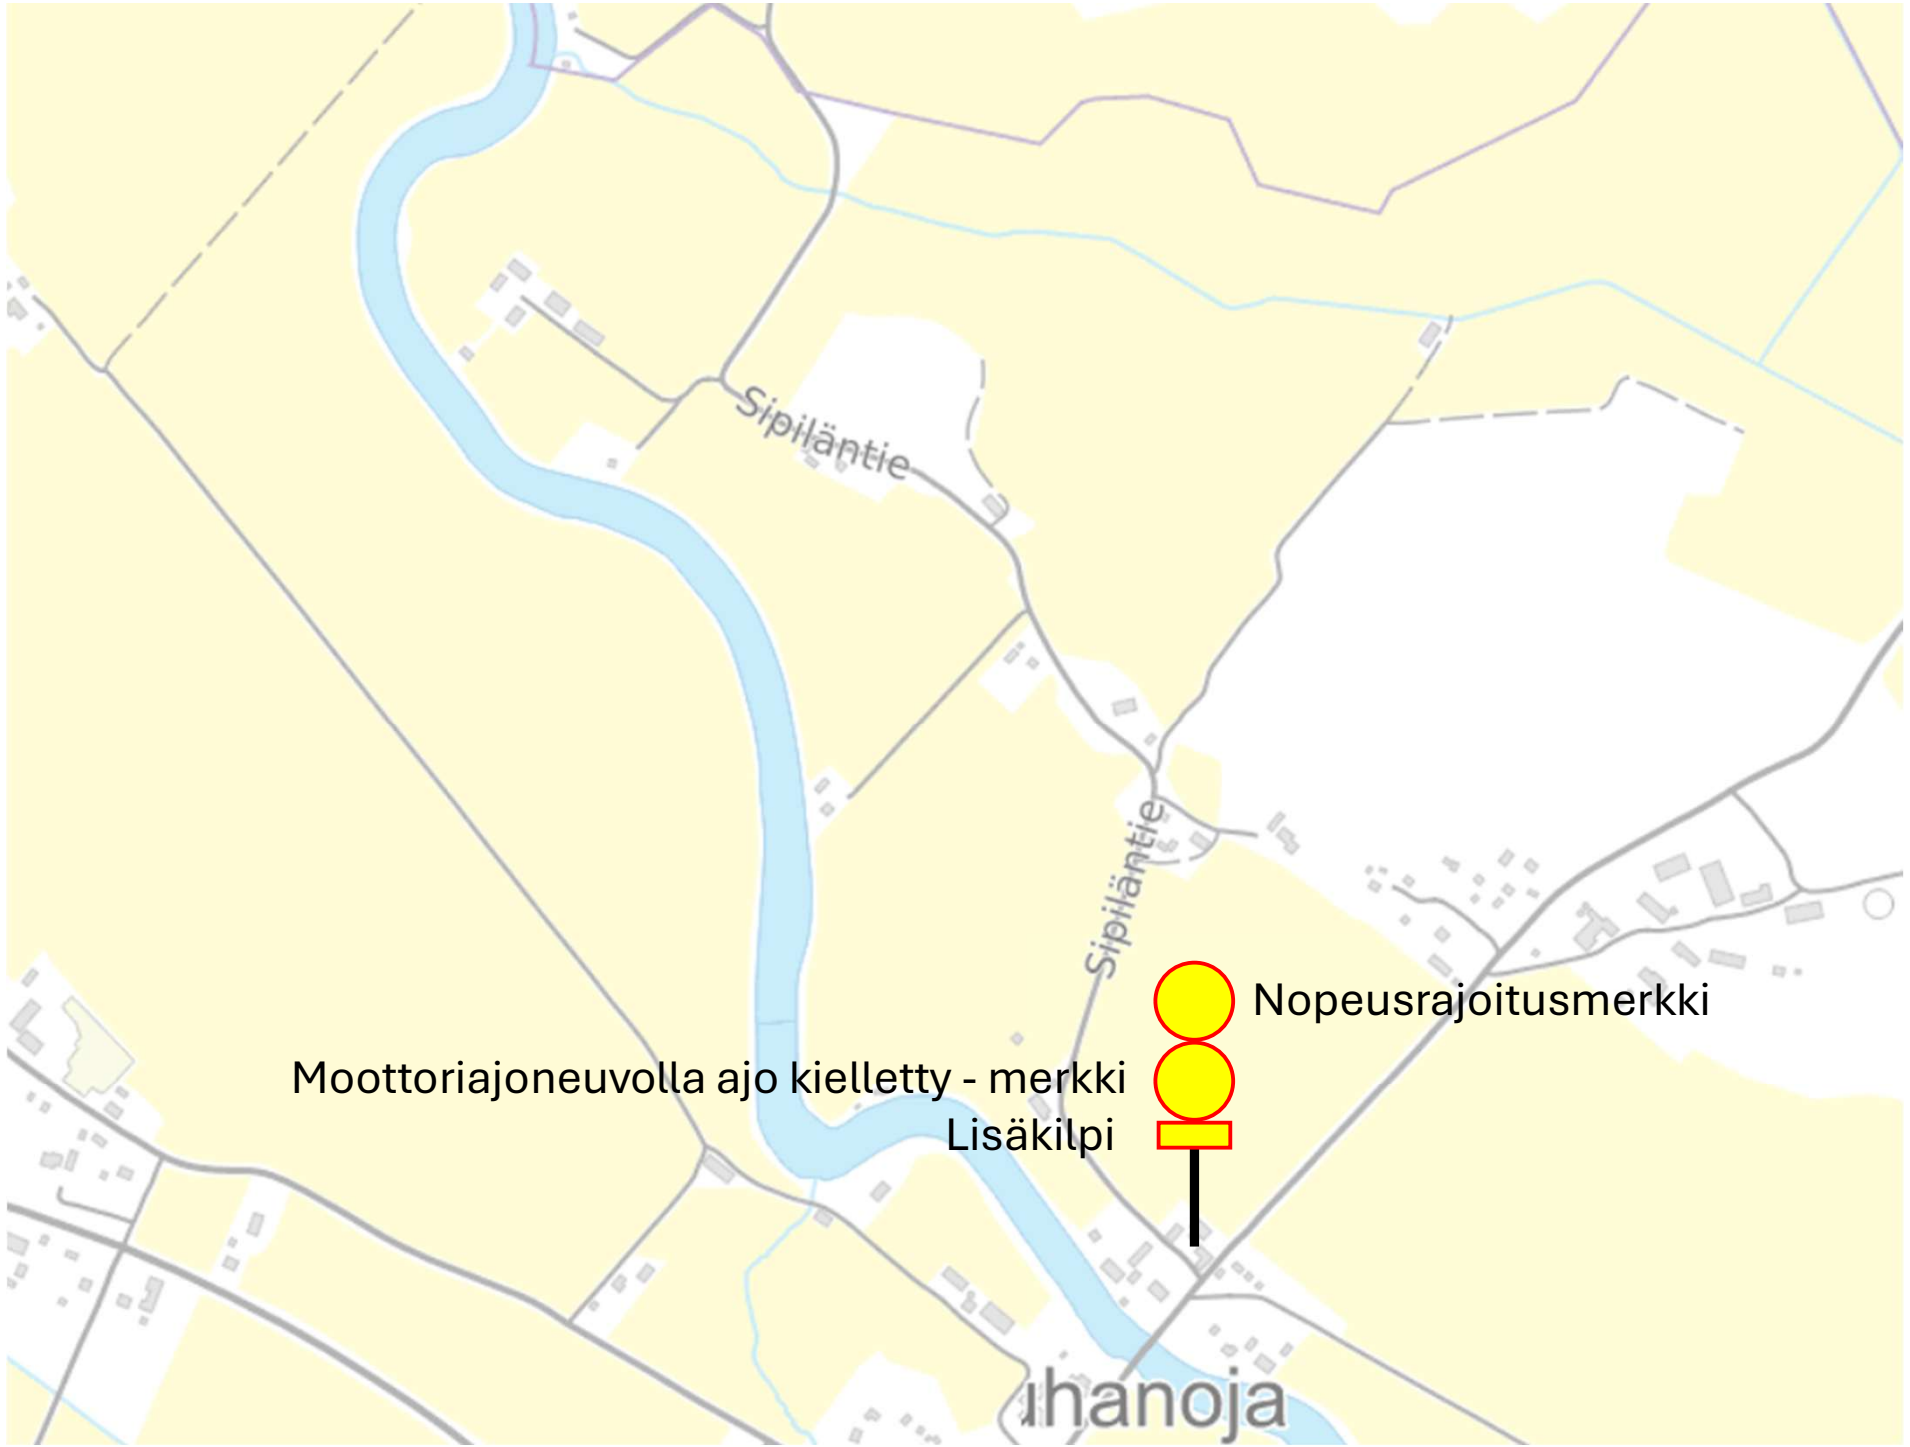 Sipiläntie
Sipiläntie
Nopeusrajoitusmerkki
Moottoriajoneuvolla ajo kielletty - merkki
Lisäkilpi
ıhanoja